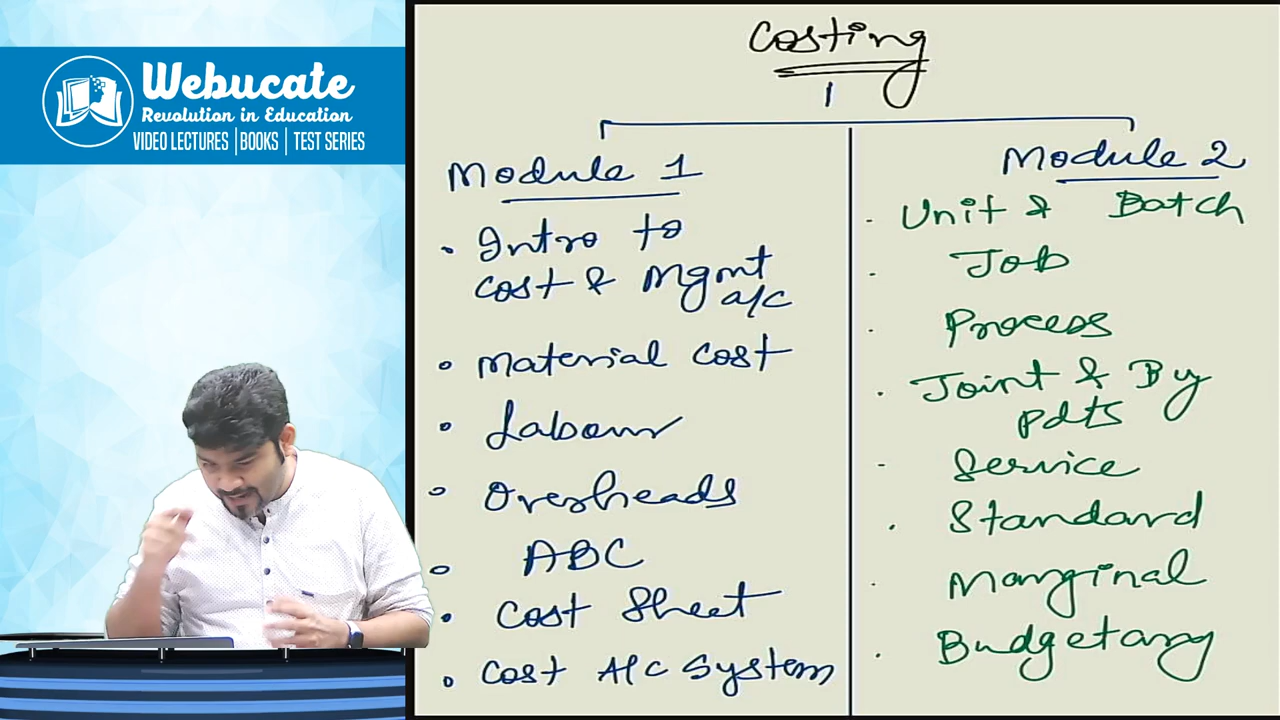 Webucate
Revolution in Education
VIDEO LECTURES | BOOKS | TEST SERIES
Costing
Module 1
• Intro to
Cost & Mgmt
a/c
• Material Cost
• Labour
• Overheads
• ABC
• Cost Sheet
• Cost A/c System
Module 2
. Unit & Batch
. Job
. Process
. Joint & By
Pdts
- Service
. Standard
. Marginal
. Budgetary